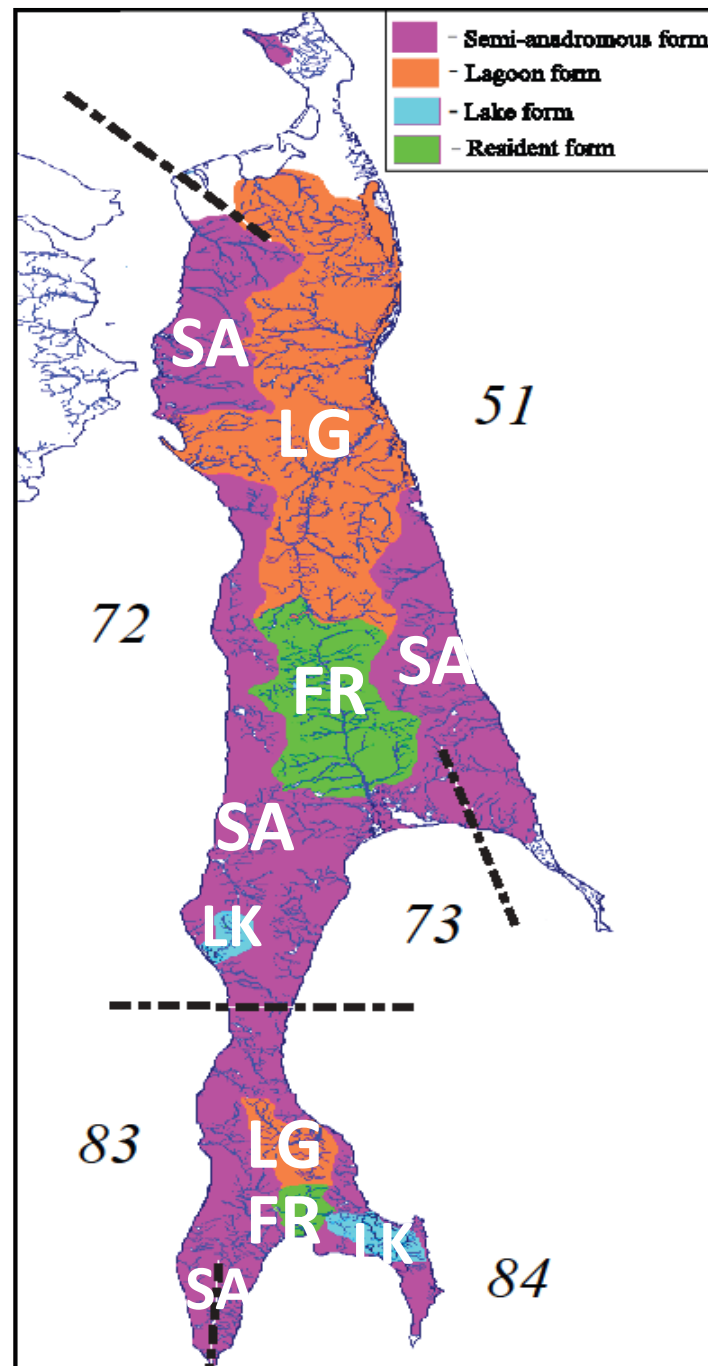 - Semi-anadromous form
- Lagoon form
- Lake form
- Resident form
SA
51
LG
72
SA
FR
SA
LK
73
83
LG
FR
LK
84
SA